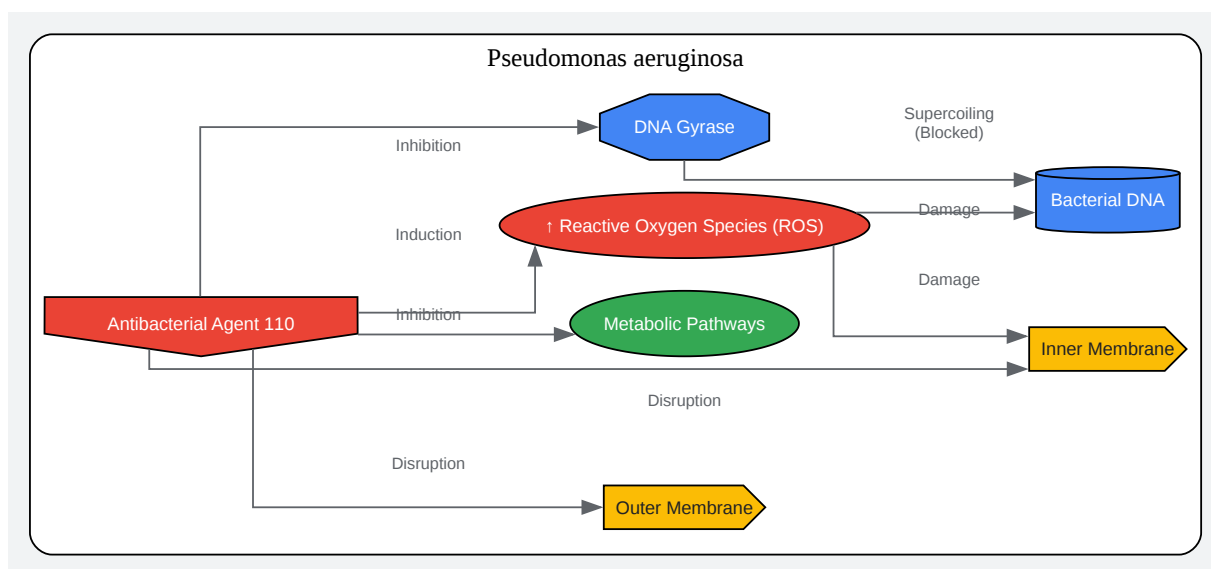 Pseudomonas aeruginosa
DNA Gyrase
Supercoiling
(Blocked)
Inhibition
Bacterial DNA
Damage
Induction
↑ Reactive Oxygen Species (ROS)
Damage
Inhibition
Antibacterial Agent 110
Metabolic Pathways
Inner Membrane
Disruption
Disruption
Outer Membrane